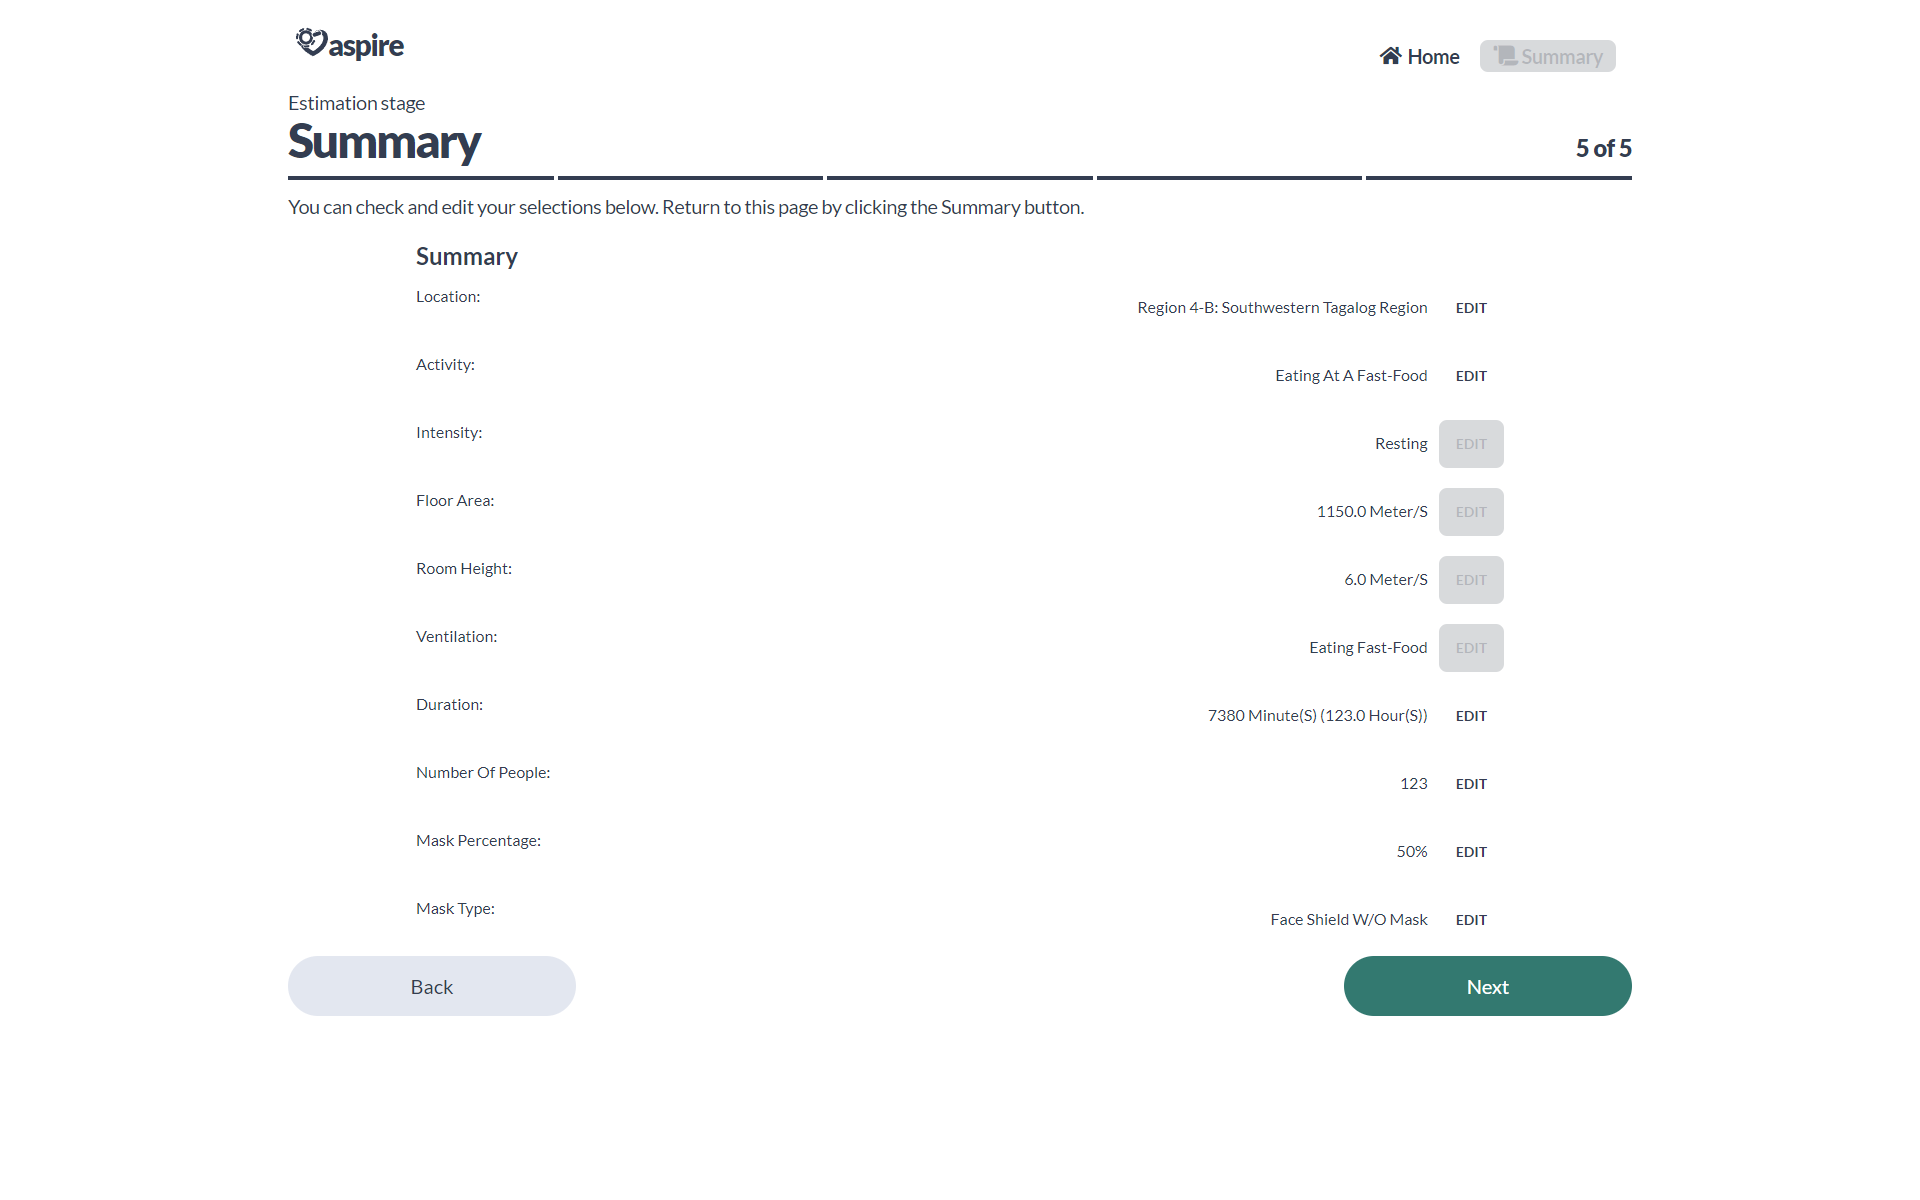 aspire
Home
Summary
Estimation stage
Summary
5 of 5
You can check and edit your selections below. Return to this page by clicking the Summary button.
Summary
Location:
Region 4-B: Southwestern Tagalog Region EDIT
Activity:
Eating At A Fast-Food EDIT
Intensity:
Resting EDIT
Floor Area:
1150.0 Meter/S EDIT
Room Height:
6.0 Meter/S EDIT
Ventilation:
Eating Fast-Food EDIT
Duration:
7380 Minute(S) (123.0 Hour(S)) EDIT
Number Of People:
123 EDIT
Mask Percentage:
50% EDIT
Mask Type:
Face Shield W/O Mask EDIT
Back
Next